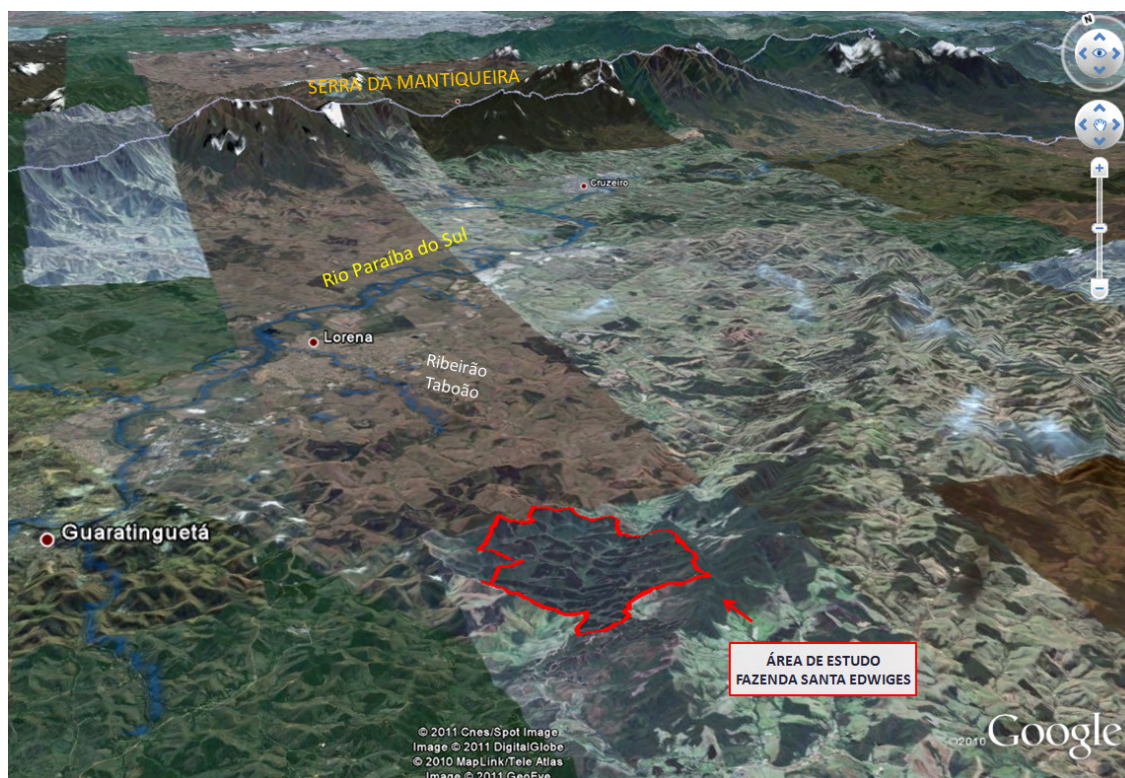 N
SERRA DA MANTIQUEIRA
Cruzeiro
Rio Paraíba do Sul
Lorena
Ribeirão
Taboão
Guaratinguetá
ÁREA DE ESTUDO
FAZENDA SANTA EDWIGES
© 2011 Cnes/Spot Image
Image © 2011 DigitalGlobe
© 2010 MapLink/Tele Atlas
Image © 2011 GeoEye
©2010 Google